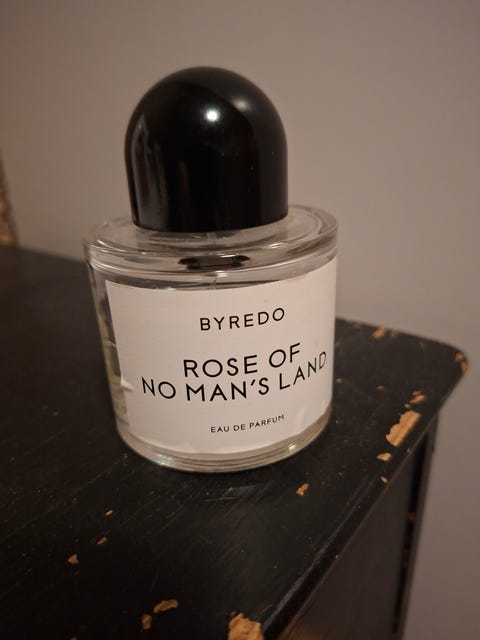 BYREDO
ROSE OF
NO MAN'S LAND
EAU DE PARFUM